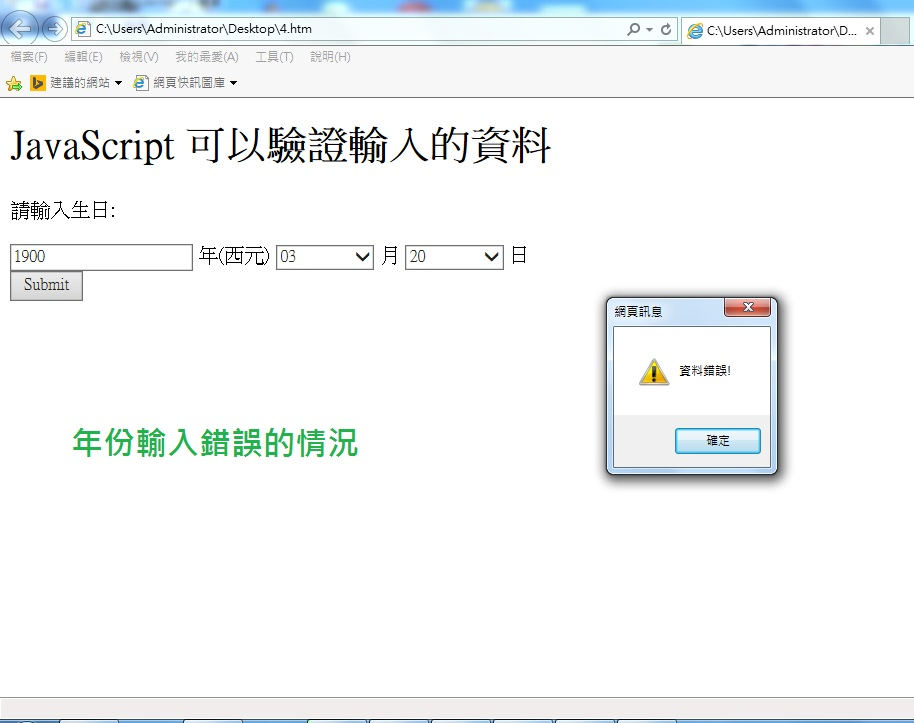 C:\Users\Administrator\Desktop\4.htm
C:\Users\Administrator\D...
檔案(F) 編輯(E) 檢視(V) 我的最愛(A) 工具(T) 說明(H)
建議的網站 網頁快訊圖庫
JavaScript 可以驗證輸入的資料
請輸入生日:
1900 年(西元) 03 月 20 日
Submit
網頁訊息
資料錯誤!
確定
年份輸入錯誤的情況